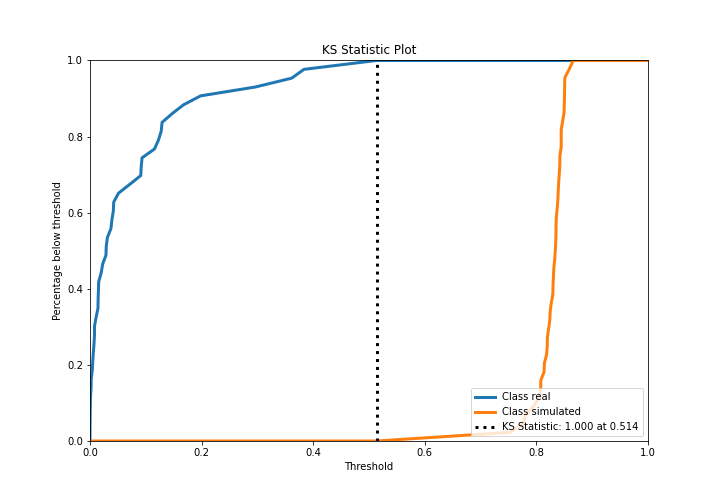 KS Statistic Plot
1.0
0.8
0.6
0.4
0.2
0.0
Percentage below threshold
Class real
Class simulated
KS Statistic: 1.000 at 0.514
0.0 0.2 0.4 0.6 0.8 1.0
Threshold